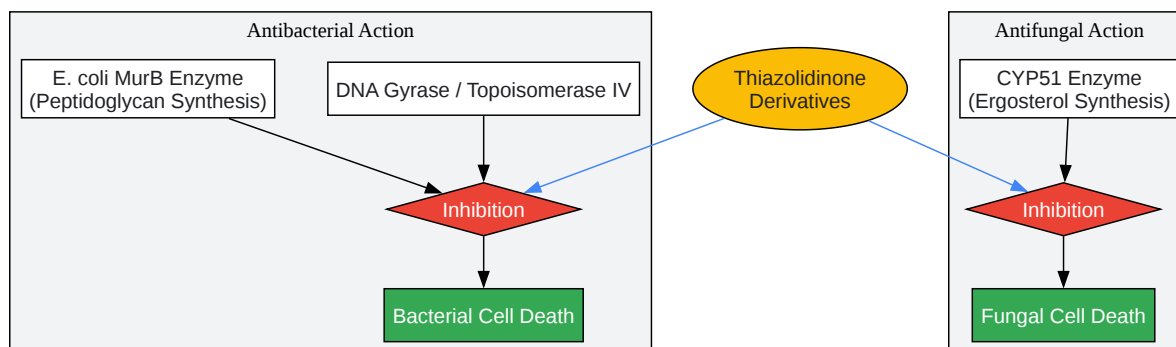 Antibacterial Action
E. coli MurB Enzyme
(Peptidoglycan Synthesis)
DNA Gyrase / Topoisomerase IV
Inhibition
Bacterial Cell Death
Thiazolidinone
Derivatives
Antifungal Action
CYP51 Enzyme
(Ergosterol Synthesis)
Inhibition
Fungal Cell Death